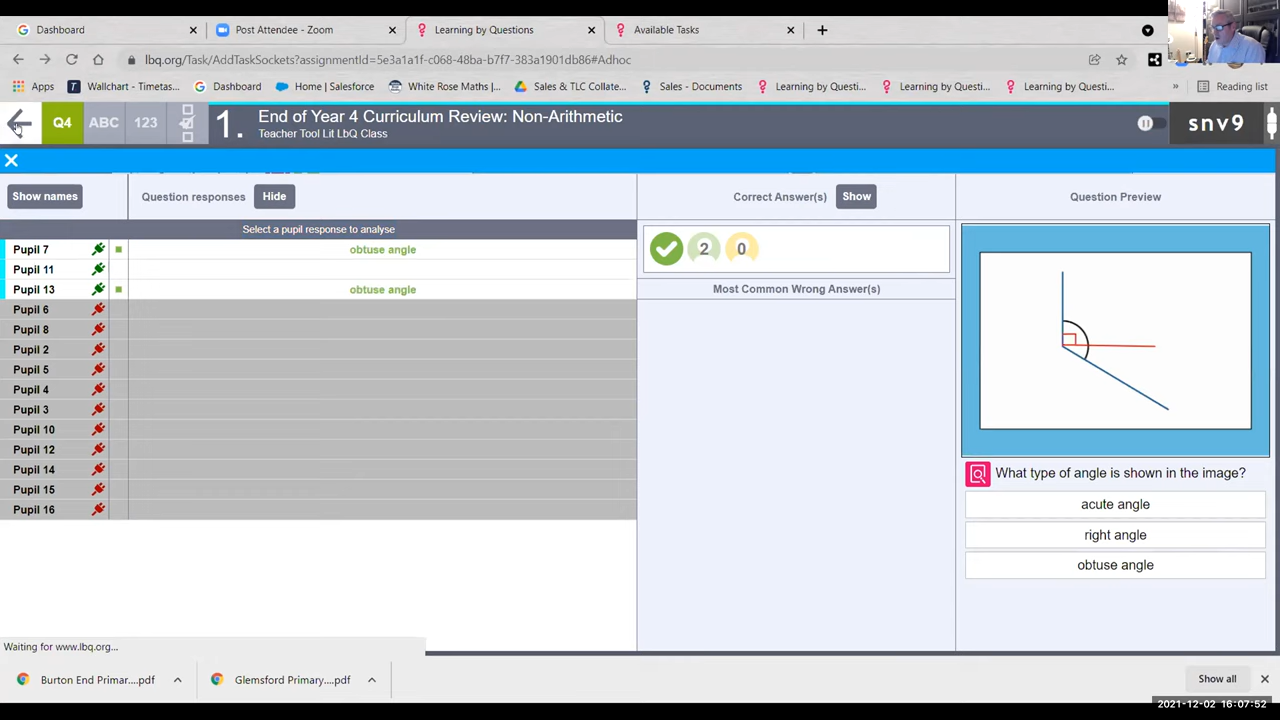 Dashboard
Post Attendee - Zoom
Learning by Questions
Available Tasks
lbq.org/Task/AddTaskSockets?assignmentId=5e3a1a1f-c068-18b1-b7f7-383a1901db86#Adhoc
Apps
Wallchart - Timetas...
Dashboard
Home | Salesforce
White Rose Maths |...
Sales & TLC Collate...
Sales - Documents
Learning by Questi...
Learning by Questi...
Learning by Questi...
Reading list
Q4
ABC
123
1.
End of Year 4 Curriculum Review: Non-Arithmetic
Teacher Tool Lit LbQ Class
snv9
Show names
Question responses
Hide
Correct Answer(s)
Show
Question Preview
Select a pupil response to analyse
Pupil 7
obtuse angle
Pupil 11
Pupil 13
obtuse angle
Pupil 6
Pupil 8
Pupil 2
Pupil 5
Pupil 4
Pupil 3
Pupil 10
Pupil 12
Pupil 14
Pupil 15
Pupil 16
2
0
Most Common Wrong Answer(s)
What type of angle is shown in the image?
acute angle
right angle
obtuse angle
Waiting for www.lbq.org...
Burton End Primar....pdf
Glemsford Primary....pdf
Show all
2021-12-02 16:07:52